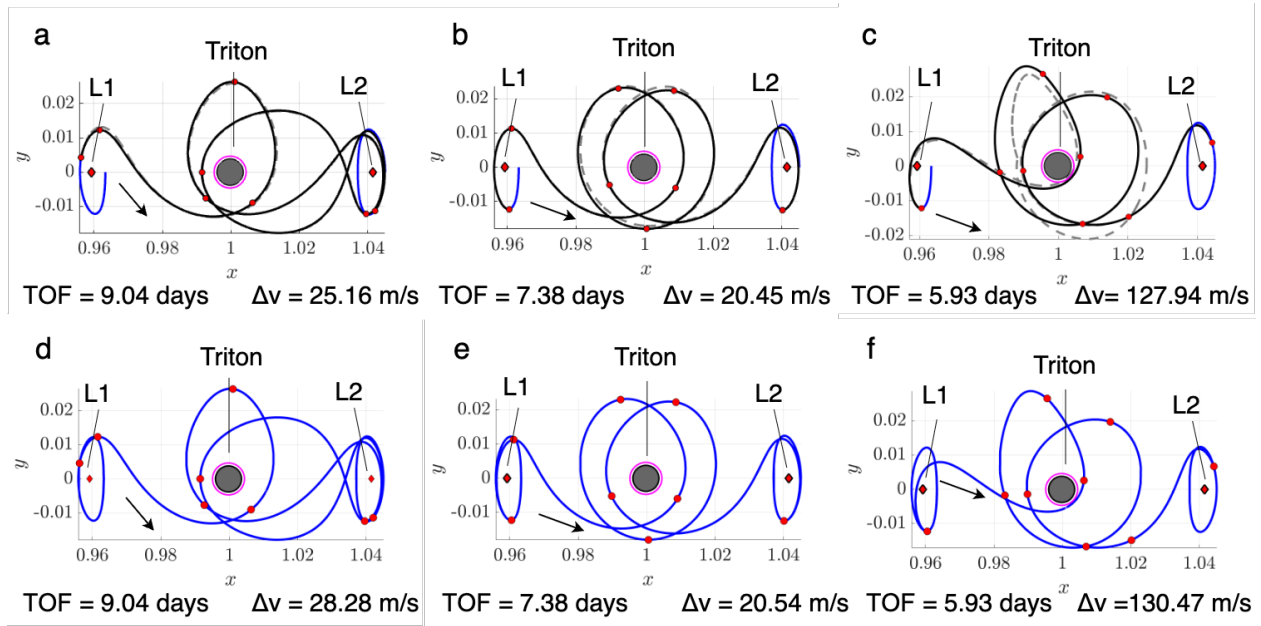 a
Triton
L1
L2
0.02
0.01
0
-0.01
y
0.96
0.98
1
1.02
1.04
x
TOF = 9.04 days
Δv = 25.16 m/s
b
Triton
L1
L2
0.02
0.01
0
-0.01
y
0.96
0.98
1
1.02
1.04
x
TOF = 7.38 days
Δv = 20.45 m/s
c
Triton
L1
L2
0.02
0.01
0
-0.01
-0.02
y
0.96
0.98
1
1.02
1.04
x
TOF = 5.93 days
Δv= 127.94 m/s
d
Triton
L1
L2
0.02
0.01
0
-0.01
y
0.96
0.98
1
1.02
1.04
x
TOF = 9.04 days
Δv = 28.28 m/s
e
Triton
L1
L2
0.02
0.01
0
-0.01
y
0.96
0.98
1
1.02
1.04
x
TOF = 7.38 days
Δv = 20.54 m/s
f
Triton
L1
L2
0.02
0.01
0
-0.01
y
0.96
0.98
1
1.02
1.04
x
TOF = 5.93 days
Δv =130.47 m/s